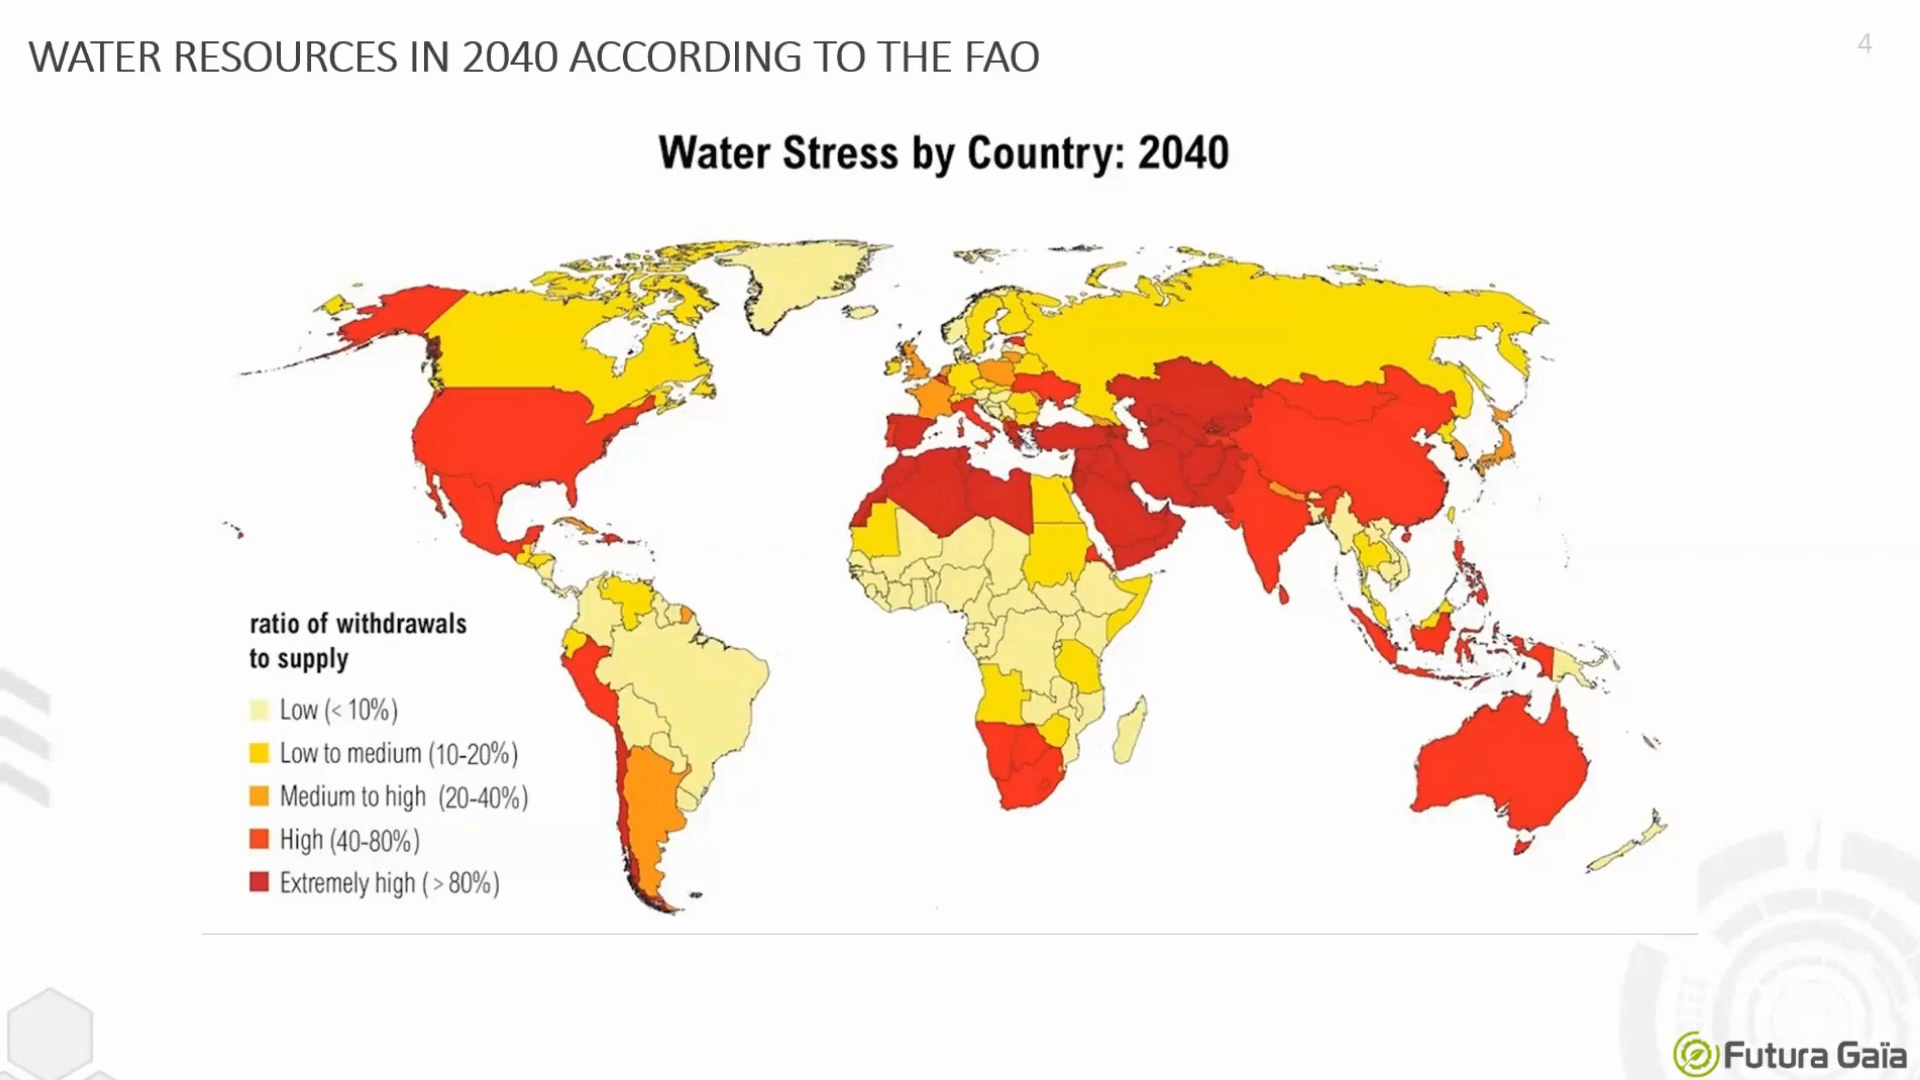 WATER RESOURCES IN 2040 ACCORDING TO THE FAO
4
Water Stress by Country: 2040
ratio of withdrawals
to supply
Low (< 10%)
Low to medium (10-20%)
Medium to high (20-40%)
High (40-80%)
Extremely high (> 80%)
Futura Gaïa